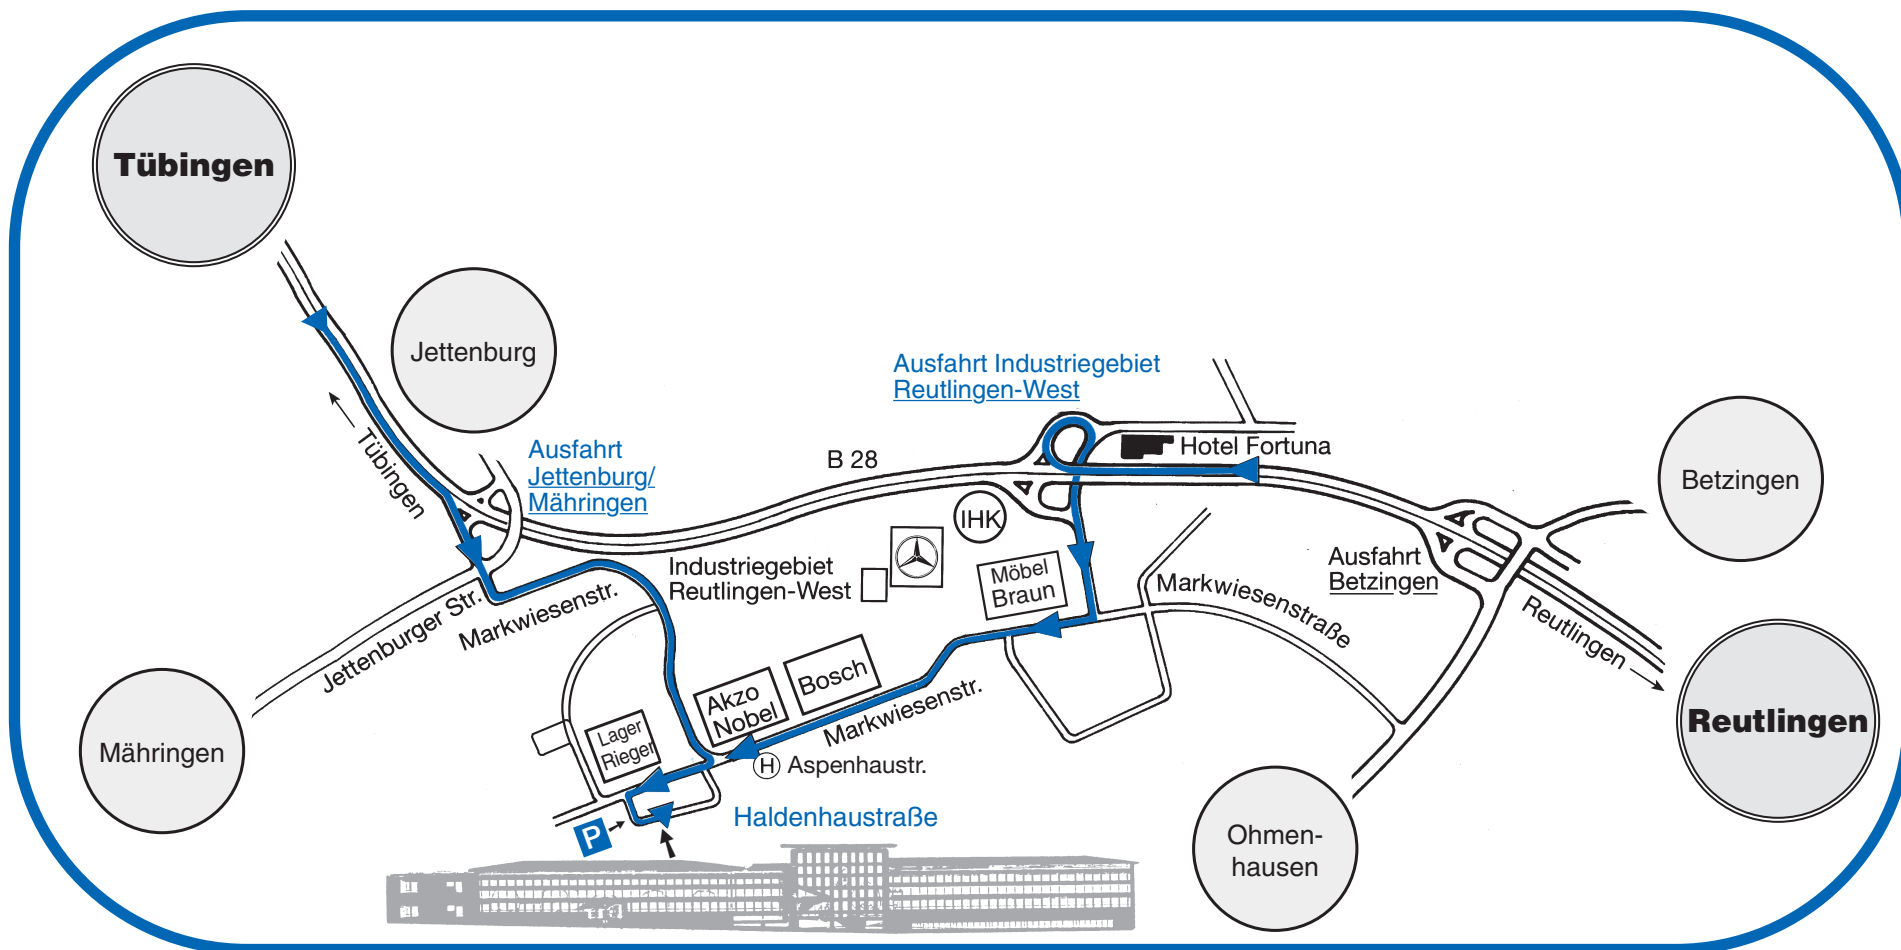 Tübingen
Jettenburg
Ausfahrt Industriegebiet
Reutlingen-West
Tübingen
Ausfahrt
Jettenburg/
Mähringen
B 28
Hotel Fortuna
Betzingen
IHK
Industriegebiet
Reutlingen-West
Möbel
Braun
Ausfahrt
Betzingen
Markwiesenstraße
Reutlingen
Jettenburger Str.
Markwiesenstr.
Akzo
Nobel
Bosch
Markwiesenstr.
Reutlingen
Mähringen
Lager
Rieger
H Aspenhaustr.
Haldenhaustraße
P
Ohmen-
hausen